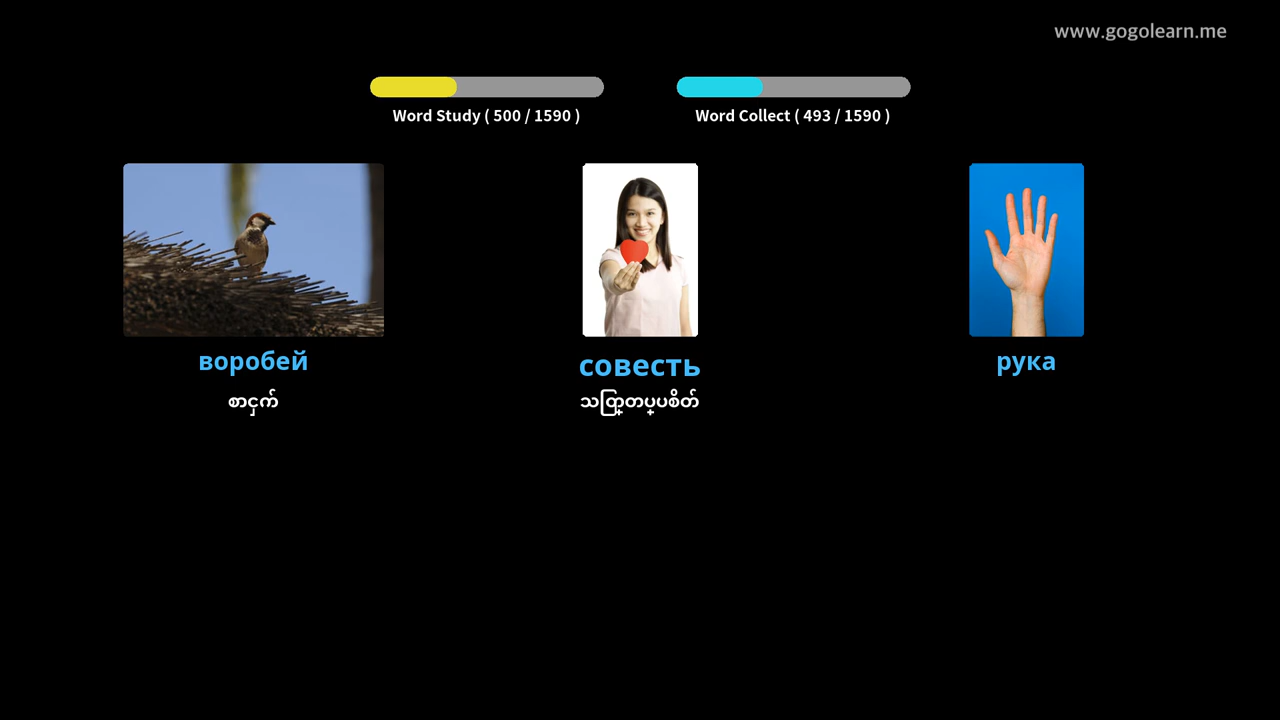 www.gogolearn.me
Word Study ( 500 / 1590 )
Word Collect ( 493 / 1590 )
воробей
совесть
рука
စာငှက်
သြတ္တပ္ပစိတ်